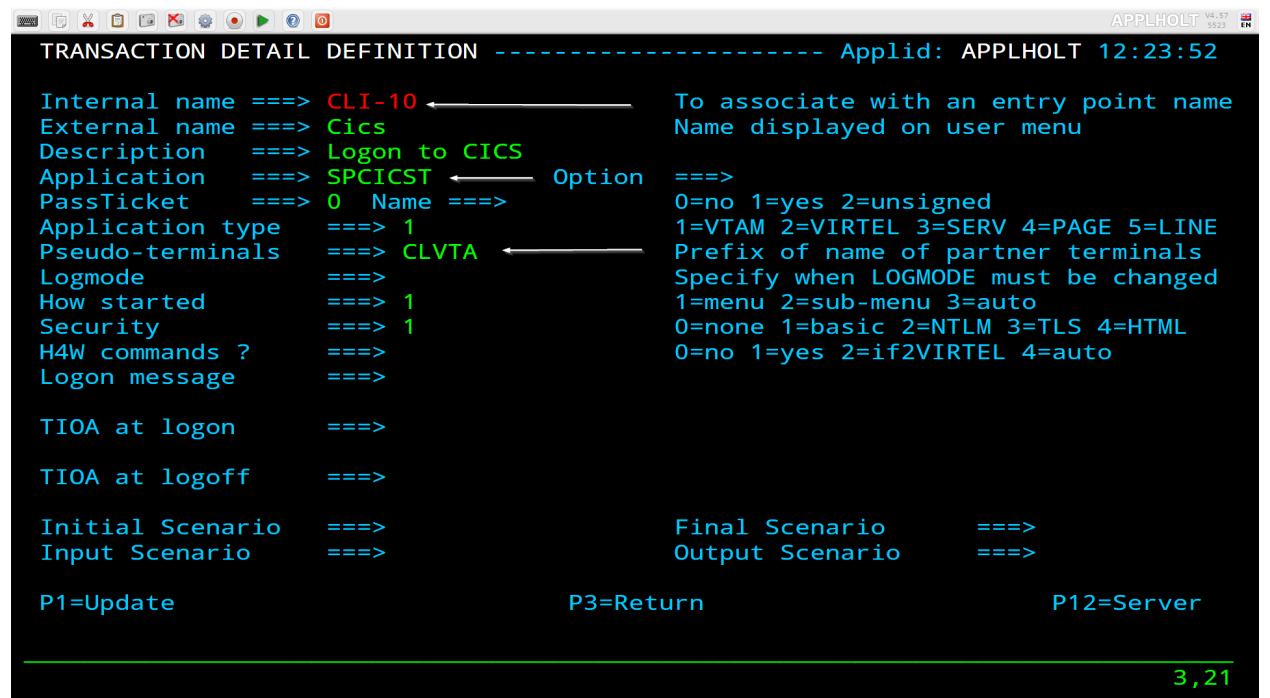 APPLHOLT V4.57 5523 EN
TRANSACTION DETAIL DEFINITION ---------------------- Applid: APPLHOLT 12:23:52
Internal name ===> CLI-10 To associate with an entry point name
External name ===> Cics Name displayed on user menu
Description ===> Logon to CICS
Application ===> SPCICST Option ===>
PassTicket ===> 0 Name ===> 0=no 1=yes 2=unsigned
Application type ===> 1 1=VTAM 2=VIRTEL 3=SERV 4=PAGE 5=LINE
Pseudo-terminals ===> CLVTA Prefix of name of partner terminals
Logmode ===> Specify when LOGMODE must be changed
How started ===> 1 1=menu 2=sub-menu 3=auto
Security ===> 1 0=none 1=basic 2=NTLM 3=TLS 4=HTML
H4W commands ? ===> 0=no 1=yes 2=if2VIRTEL 4=auto
Logon message ===>
TIOA at logon ===>
TIOA at logoff ===>
Initial Scenario ===> Final Scenario ===>
Input Scenario ===> Output Scenario ===>
P1=Update P3=Return P12=Server
3,21